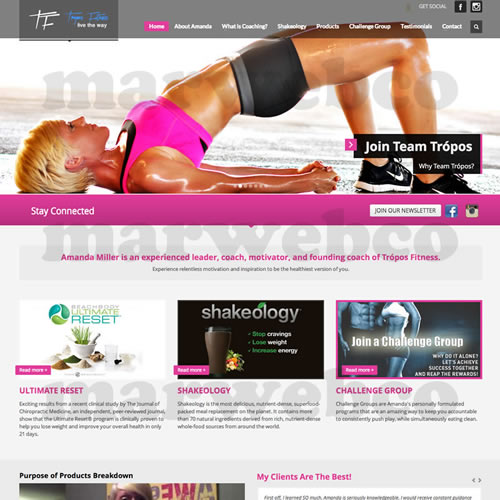 GET SOCIAL
TF Trópos Fitness
live the way
Home About Amanda What Is Coaching? Shakeology Products Challenge Group Testimonials Contact
marwebco
Join Team Trópos
Why Team Trópos?
Stay Connected
JOIN OUR NEWSLETTER
marwebco
Amanda Miller is an experienced leader, coach, motivator, and founding coach of Trópos Fitness.
Experience relentless motivation and inspiration to be the healthiest version of you.
BEACHBODY
ULTIMATE
RESET
Read more +
shakeology
Stop cravings
Lose weight
Increase energy
Read more +
Join a Challenge Group
WHY DO IT ALONE?
LET'S ACHIEVE
SUCCESS TOGETHER
AND REAP THE REWARDS!
Read more +
marwebco
ULTIMATE RESET
Exciting results from a recent clinical study by The Journal of
Chiropractic Medicine, an independent, peer-reviewed journal,
show that the Ultimate Reset® program is clinically proven to
help you lose weight and improve your overall health in only
21 days.
SHAKEOLOGY
Shakeology is the most delicious, nutrient-dense, superfood-
packed meal replacement on the planet. It contains more
than 70 natural ingredients derived from rich, nutrient-dense
whole-food sources from around the world.
CHALLENGE GROUP
Challenge Groups are Amanda's personally formulated
programs that are an amazing way to keep you accountable
to consistently push play, while simultaneously eating clean.
Purpose of Products Breakdown
My Clients Are The Best!
First off, I learned SO much. Amanda is seriously knowledgeable. I would receive constant guidance